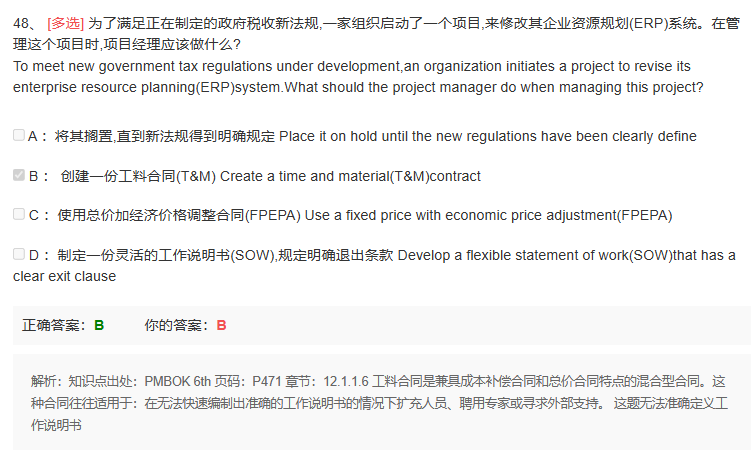 48、 [多选] 为了满足正在制定的政府税收新法规,一家组织启动了一个项目,来修改其企业资源规划(ERP)系统。在管
理这个项目时,项目经理应该做什么?
To meet new government tax regulations under development,an organization initiates a project to revise its
enterprise resource planning(ERP)system.What should the project manager do when managing this project?
A： 将其搁置,直到新法规得到明确规定 Place it on hold until the new regulations have been clearly define
B： 创建一份工料合同(T&M) Create a time and material(T&M)contract
C： 使用总价加经济价格调整合同(FPEPA) Use a fixed price with economic price adjustment(FPEPA)
D： 制定一份灵活的工作说明书(SOW),规定明确退出条款 Develop a flexible statement of work(SOW)that has a
clear exit clause
正确答案：B 你的答案：B
解析：知识点出处：PMBOK 6th 页码：P471 章节：12.1.1.6 工料合同是兼具成本补偿合同和总价合同特点的混合型合同。这
种合同往往适用于：在无法快速编制出准确的工作说明书的情况下扩充人员、聘用专家或寻求外部支持。 这题无法准确定义工
作说明书